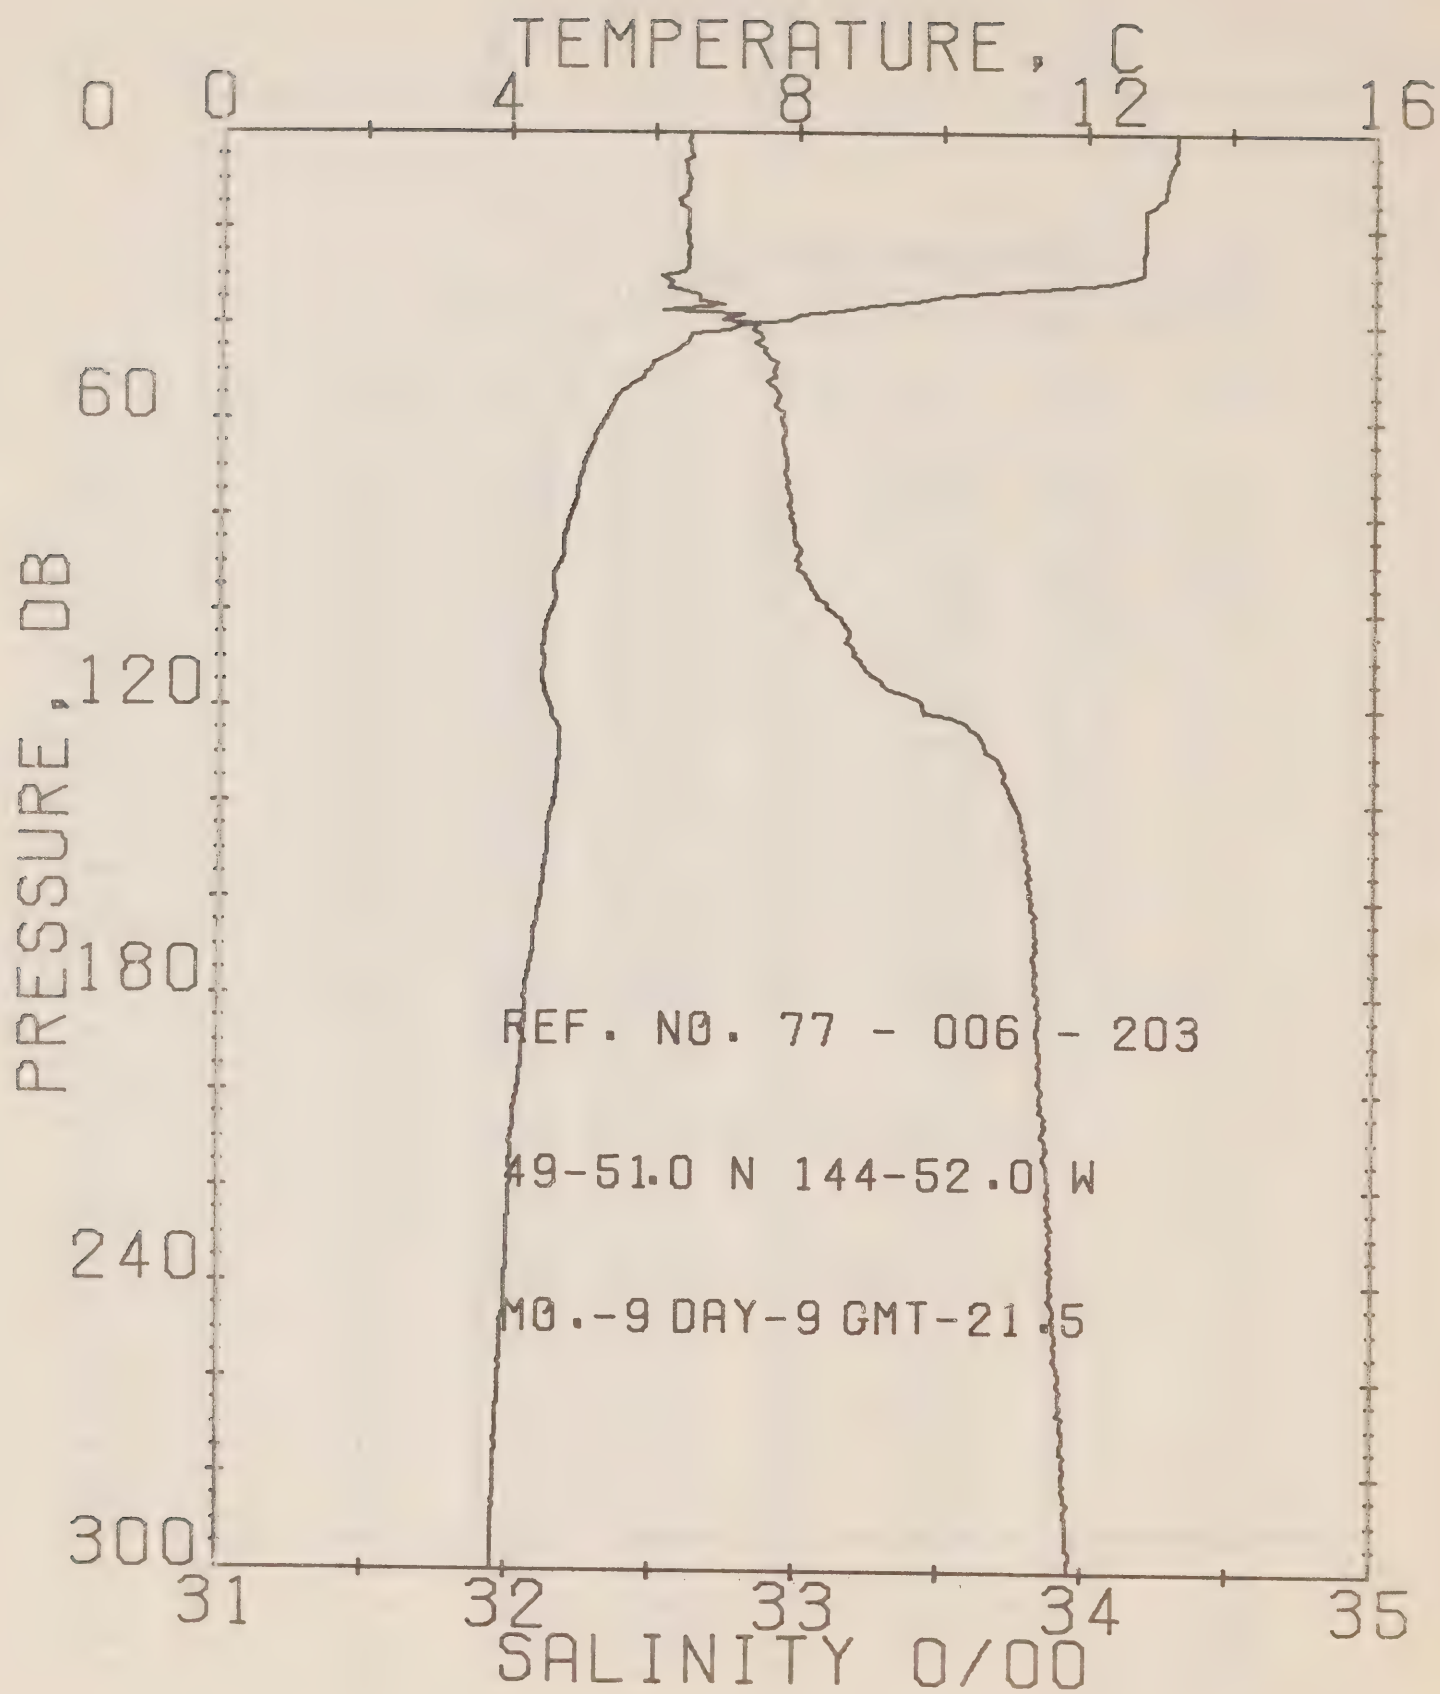 TEMPERATURE, C
0 0 4 8 12 16
60
120
180
240
300
PRESSURE, DB
REF. NO. 77 - 006 - 203
49-51.0 N 144-52.0 W
MO.-9 DAY-9 GMT-21.5
31 32 33 34 35
SALINITY 0/00